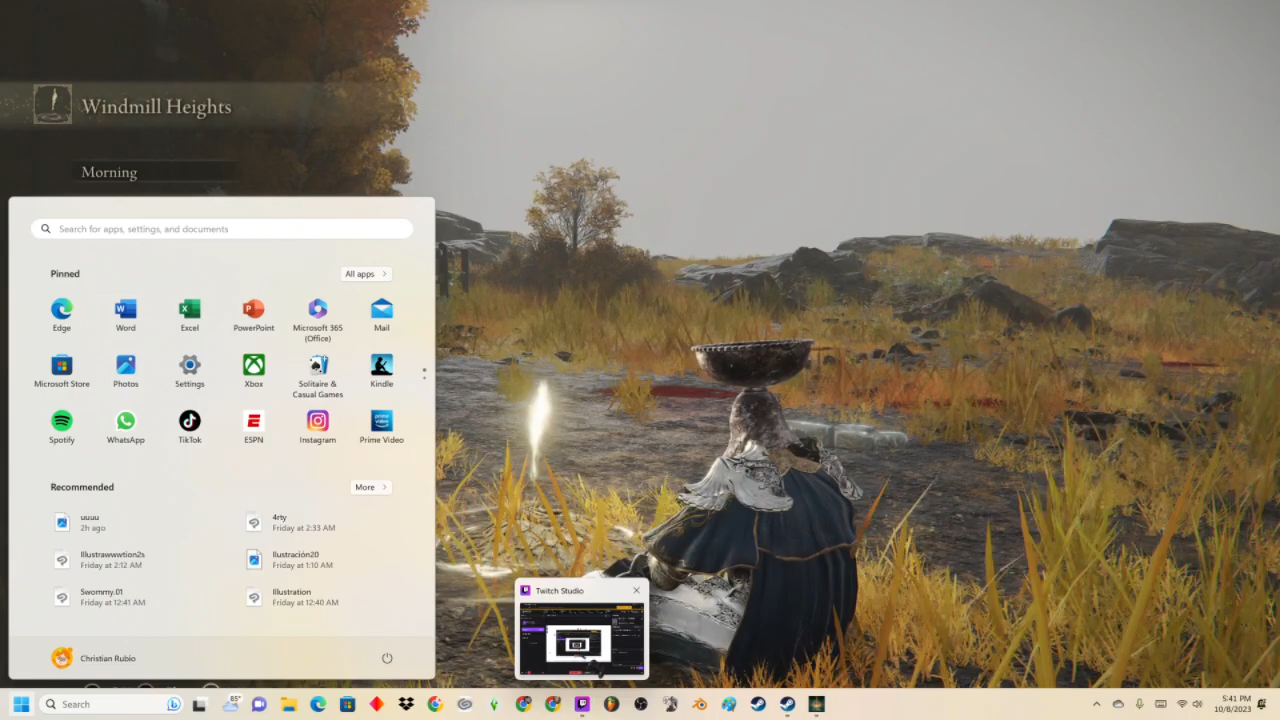 Windmill Heights
Morning
Search for apps, settings, and documents
Pinned
All apps
Edge
Word
Excel
PowerPoint
Microsoft 365
(Office)
Mail
Microsoft Store
Photos
Settings
Xbox
Solitaire &
Casual Games
Kindle
Spotify
WhatsApp
TikTok
ESPN
Instagram
prime
video
Prime Video
Recommended
More
uuuu
2h ago
4rty
Friday at 2:33 AM
Illustrawwwtion2s
Friday at 2:12 AM
Ilustración20
Friday at 1:10 AM
Swommy.01
Friday at 12:41 AM
Illustration
Friday at 12:40 AM
Christian Rubio
Twitch Studio
Search
85°
5:41 PM
10/8/2023